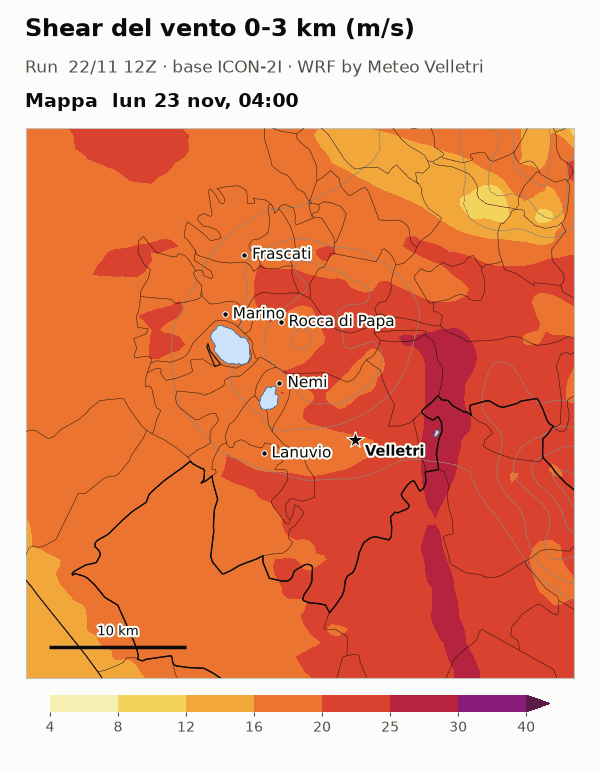 Shear del vento 0-3 km (m/s)
Run  22/11 12Z · base ICON-2I · WRF by Meteo Velletri
Mappa  lun 23 nov, 04:00
Frascati
Marino
Rocca di Papa
Nemi
Velletri
Lanuvio
10 km
4 8 12 16 20 25 30 40